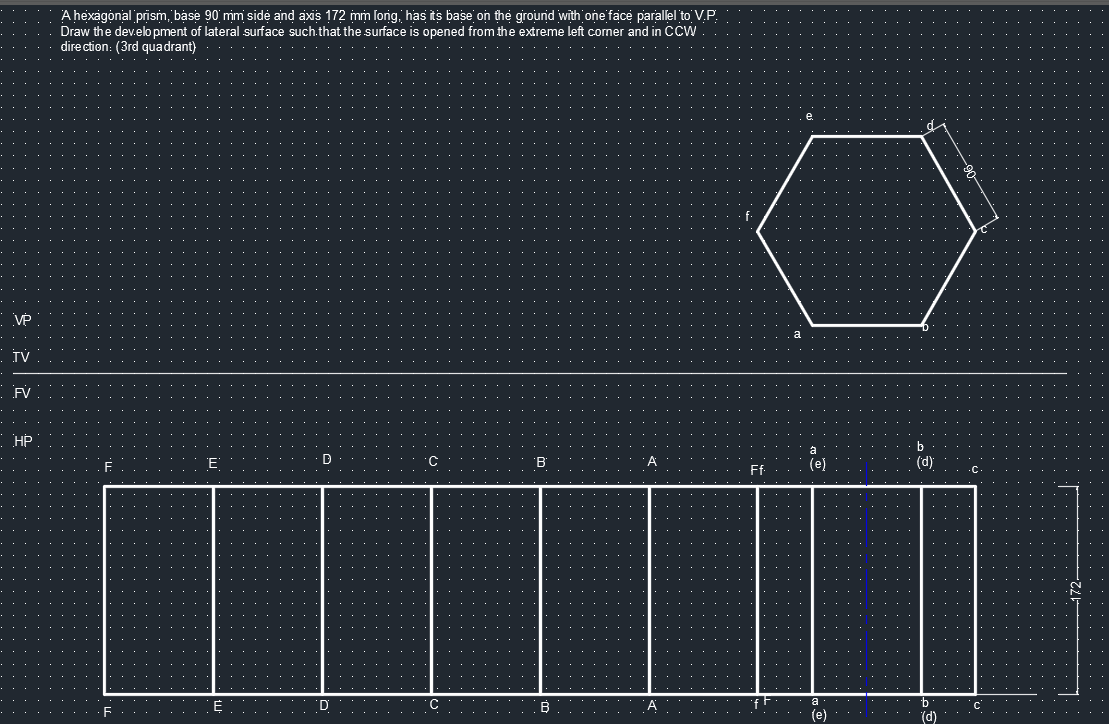 A hexagonal prism, base 90 mm side and axis 172 mm long, has its base on the ground with one face parallel to V.P.
Draw the development of lateral surface such that the surface is opened from the extreme left corner and in CCW
direction. (3rd quadrant)
e
d
90
f
c
a
b
VP
TV
FV
HP
F
E
D
C
B
A
Ff
a
(e)
b
(d)
c
172
F
E
D
C
B
A
f
F
a
(e)
b
(d)
c